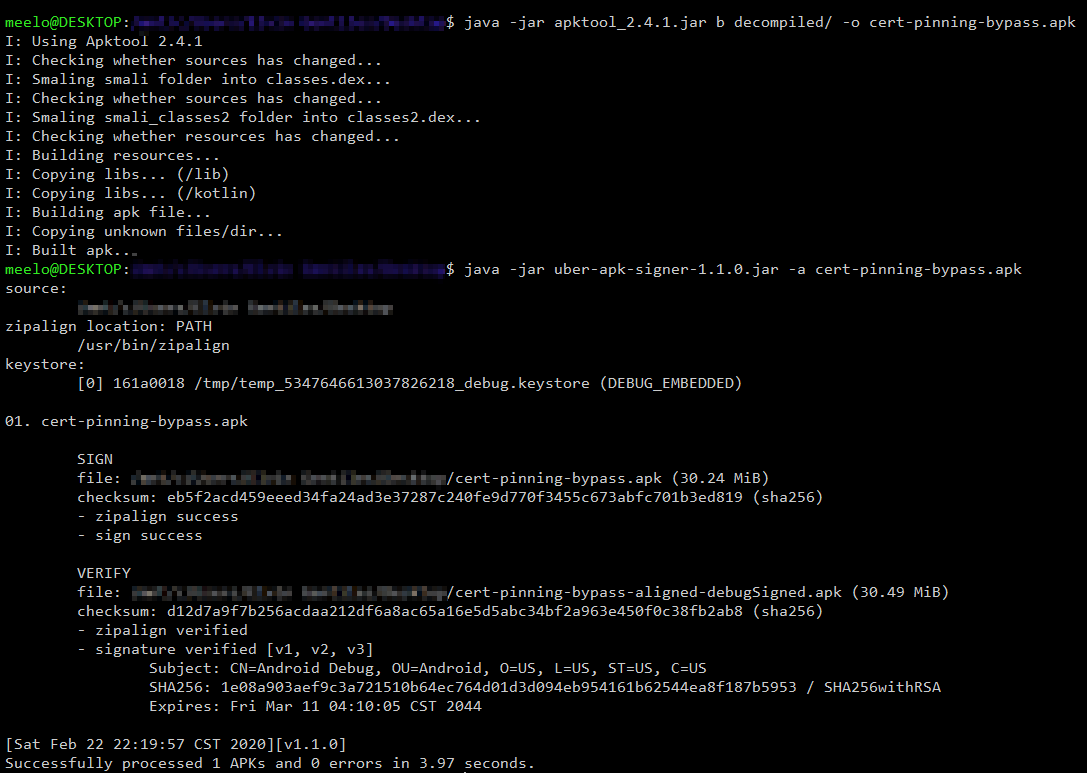 meelo@DESKTOP: $ java -jar apktool_2.4.1.jar b decompiled/ -o cert-pinning-bypass.apk
I: Using Apktool 2.4.1
I: Checking whether sources has changed...
I: Smaling smali folder into classes.dex...
I: Checking whether sources has changed...
I: Smaling smali_classes2 folder into classes2.dex...
I: Checking whether resources has changed...
I: Building resources...
I: Copying libs... (/lib)
I: Copying libs... (/kotlin)
I: Building apk file...
I: Copying unknown files/dir...
I: Built apk...
meelo@DESKTOP: $ java -jar uber-apk-signer-1.1.0.jar -a cert-pinning-bypass.apk
source:
zipalign location: PATH
/usr/bin/zipalign
keystore:
[0] 161a0018 /tmp/temp_5347646613037826218_debug.keystore (DEBUG_EMBEDDED)
01. cert-pinning-bypass.apk
SIGN
file: /cert-pinning-bypass.apk (30.24 MiB)
checksum: eb5f2acd459eeed34fa24ad3e37287c240fe9d770f3455c673abfc701b3ed819 (sha256)
- zipalign success
- sign success
VERIFY
file: /cert-pinning-bypass-aligned-debugSigned.apk (30.49 MiB)
checksum: d12d7a9f7b256acdaa212df6a8ac65a16e5d5abc34bf2a963e450f0c38fb2ab8 (sha256)
- zipalign verified
- signature verified [v1, v2, v3]
Subject: CN=Android Debug, OU=Android, O=US, L=US, ST=US, C=US
SHA256: 1e08a903aef9c3a721510b64ec764d01d3d094eb954161b62544ea8f187b5953 / SHA256withRSA
Expires: Fri Mar 11 04:10:05 CST 2044
[Sat Feb 22 22:19:57 CST 2020][v1.1.0]
Successfully processed 1 APKs and 0 errors in 3.97 seconds.